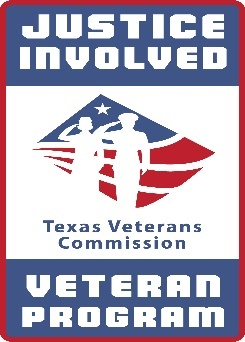 JUSTICE
INVOLVED
Texas Veterans
Commission
VETERAN
PROGRAM